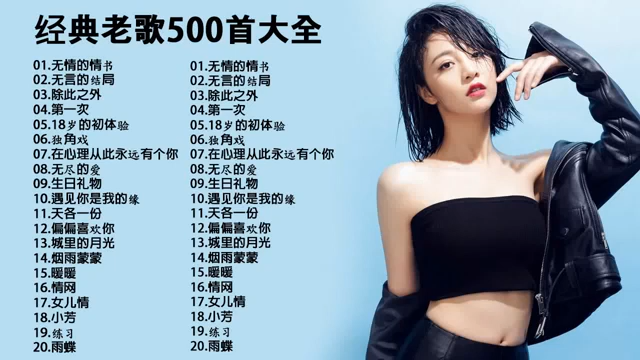 经典老歌500首大全
01.无情的情书
02.无言的结局
03.除此之外
04.第一次
05.18岁的初体验
06.独角戏
07.在心理从此永远有个你
08.无尽的爱
09.生日礼物
10.遇见你是我的缘
11.天各一份
12.偏偏喜欢你
13.城里的月光
14.烟雨蒙蒙
15.暖暖
16.情网
17.女儿情
18.小芳
19.练习
20.雨蝶
01.无情的情书
02.无言的结局
03.除此之外
04.第一次
05.18岁的初体验
06.独角戏
07.在心理从此永远有个你
08.无尽的爱
09.生日礼物
10.遇见你是我的缘
11.天各一份
12.偏偏喜欢你
13.城里的月光
14.烟雨蒙蒙
15.暖暖
16.情网
17.女儿情
18.小芳
19.练习
20.雨蝶